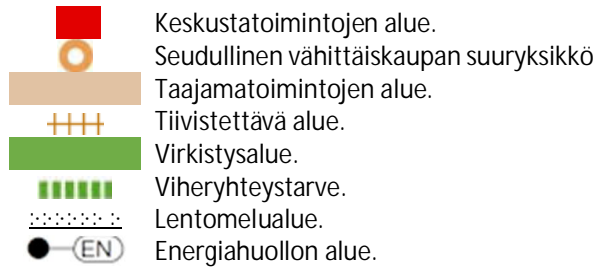 Keskustatoimintojen alue.
Seudullinen vähittäiskaupan suuryksikkö
Taajamatoimintojen alue.
Tiivistettävä alue.
Virkistysalue.
Viheryhteystarve.
Lentomelualue.
EN Energiahuollon alue.